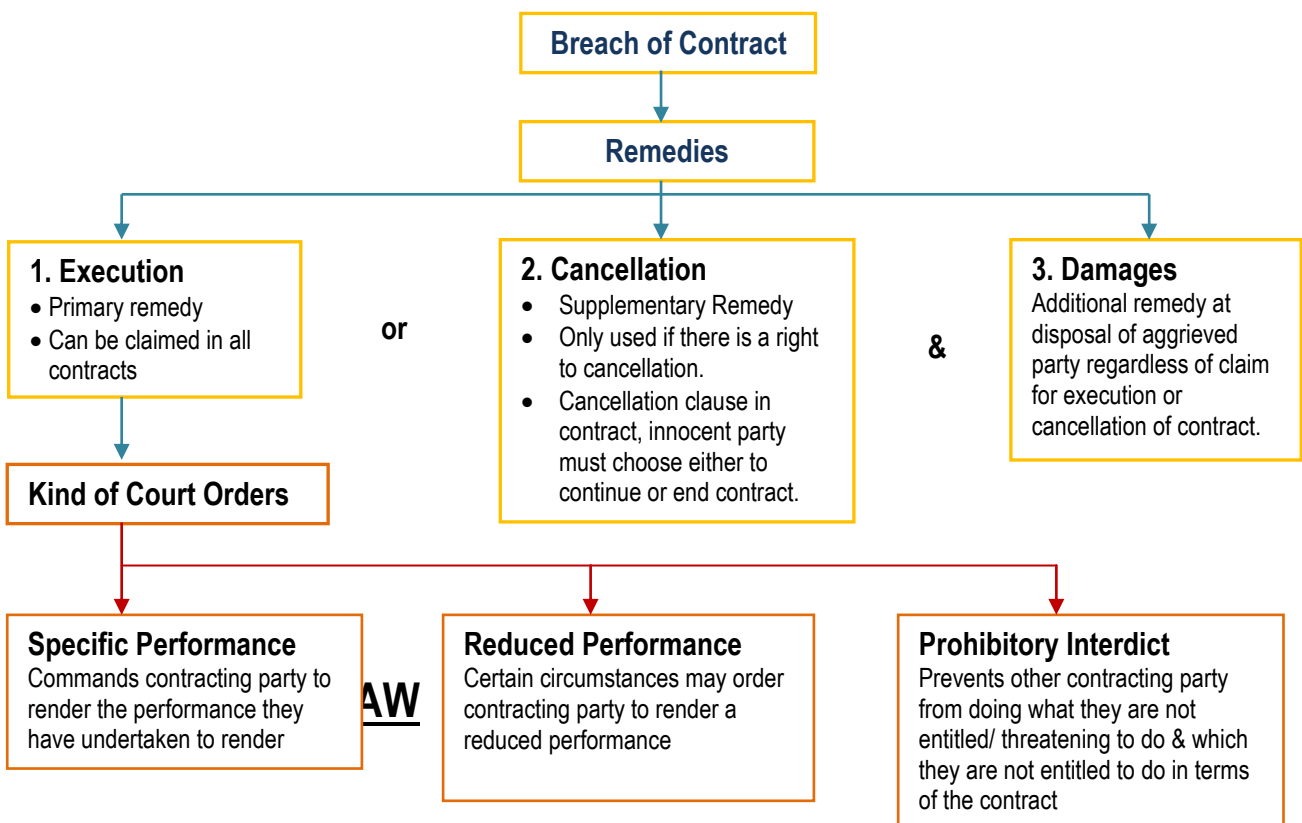 Breach of Contract
Remedies
1. Execution
• Primary remedy
• Can be claimed in all
contracts
or
2. Cancellation
• Supplementary Remedy
• Only used if there is a right
to cancellation.
• Cancellation clause in
contract, innocent party
must choose either to
continue or end contract.
&
3. Damages
Additional remedy at
disposal of aggrieved
party regardless of claim
for execution or
cancellation of contract.
Kind of Court Orders
Specific Performance
Commands contracting party to
render the performance they
have undertaken to render
AW
Reduced Performance
Certain circumstances may order
contracting party to render a
reduced performance
Prohibitory Interdict
Prevents other contracting party
from doing what they are not
entitled/ threatening to do & which
they are not entitled to do in terms
of the contract